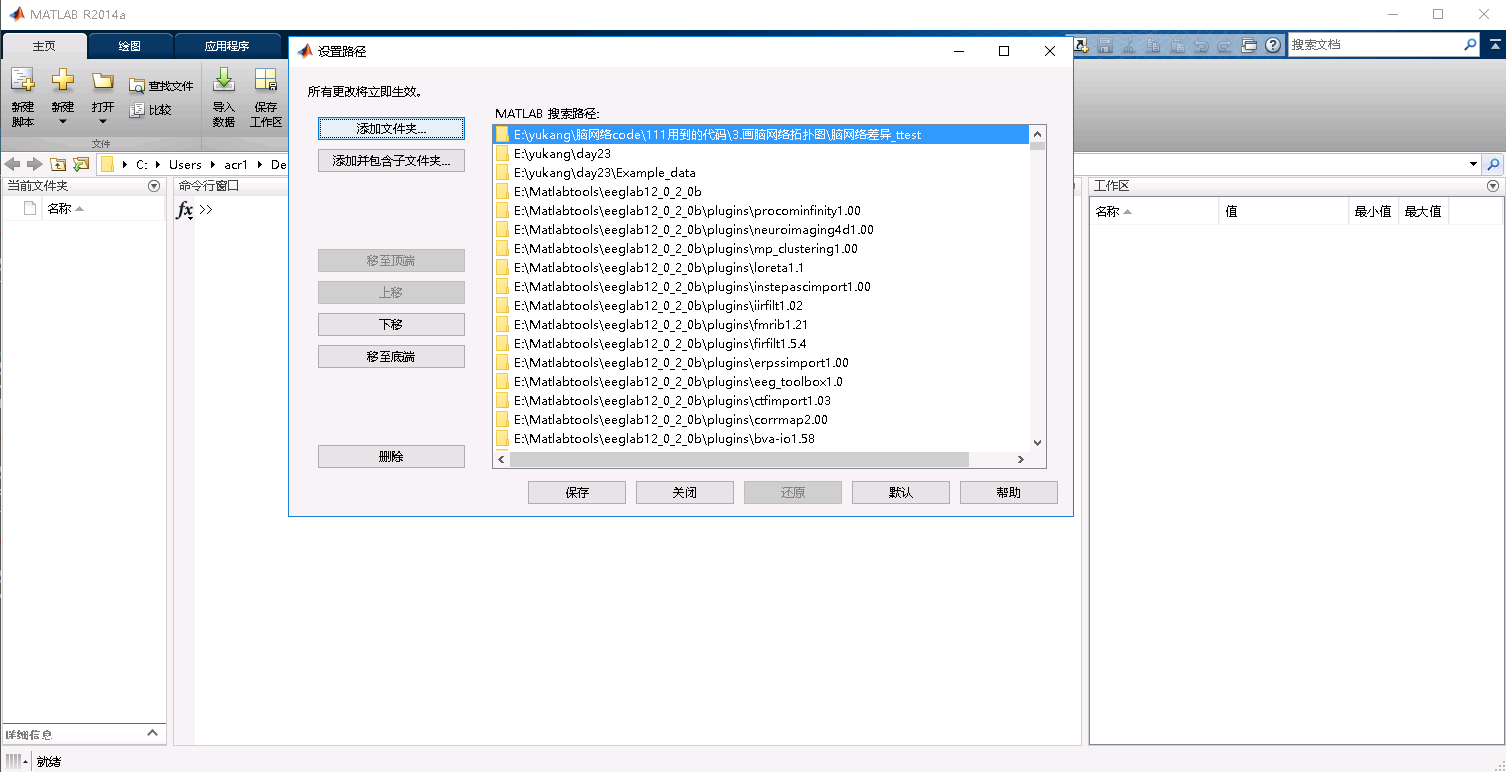 MATLAB R2014a
主页
绘图
应用程序
搜索文档
新建
脚本
新建
打开
查找文件
比较
导入
数据
保存
工作区
文件
C: Users acr1 De
当前文件夹
名称
命令行窗口
fx >>
设置路径
所有更改将立即生效。
添加文件夹...
添加并包含子文件夹...
移至顶端
上移
下移
移至底端
删除
MATLAB 搜索路径:
E:\yukang\脑网络code\111用到的代码\3.画脑网络拓扑图\脑网络差异_ttest
E:\yukang\day23
E:\yukang\day23\Example_data
E:\Matlabtools\eeglab12_0_2_0b
E:\Matlabtools\eeglab12_0_2_0b\plugins\procominfinity1.00
E:\Matlabtools\eeglab12_0_2_0b\plugins\neuroimaging4d1.00
E:\Matlabtools\eeglab12_0_2_0b\plugins\mp_clustering1.00
E:\Matlabtools\eeglab12_0_2_0b\plugins\loreta1.1
E:\Matlabtools\eeglab12_0_2_0b\plugins\instepascimport1.00
E:\Matlabtools\eeglab12_0_2_0b\plugins\iirfilt1.02
E:\Matlabtools\eeglab12_0_2_0b\plugins\fmrib1.21
E:\Matlabtools\eeglab12_0_2_0b\plugins\firfilt1.5.4
E:\Matlabtools\eeglab12_0_2_0b\plugins\erpssimport1.00
E:\Matlabtools\eeglab12_0_2_0b\plugins\eeg_toolbox1.0
E:\Matlabtools\eeglab12_0_2_0b\plugins\ctfimport1.03
E:\Matlabtools\eeglab12_0_2_0b\plugins\corrmap2.00
E:\Matlabtools\eeglab12_0_2_0b\plugins\bva-io1.58
保存
关闭
还原
默认
帮助
工作区
名称
值
最小值
最大值
详细信息
就绪